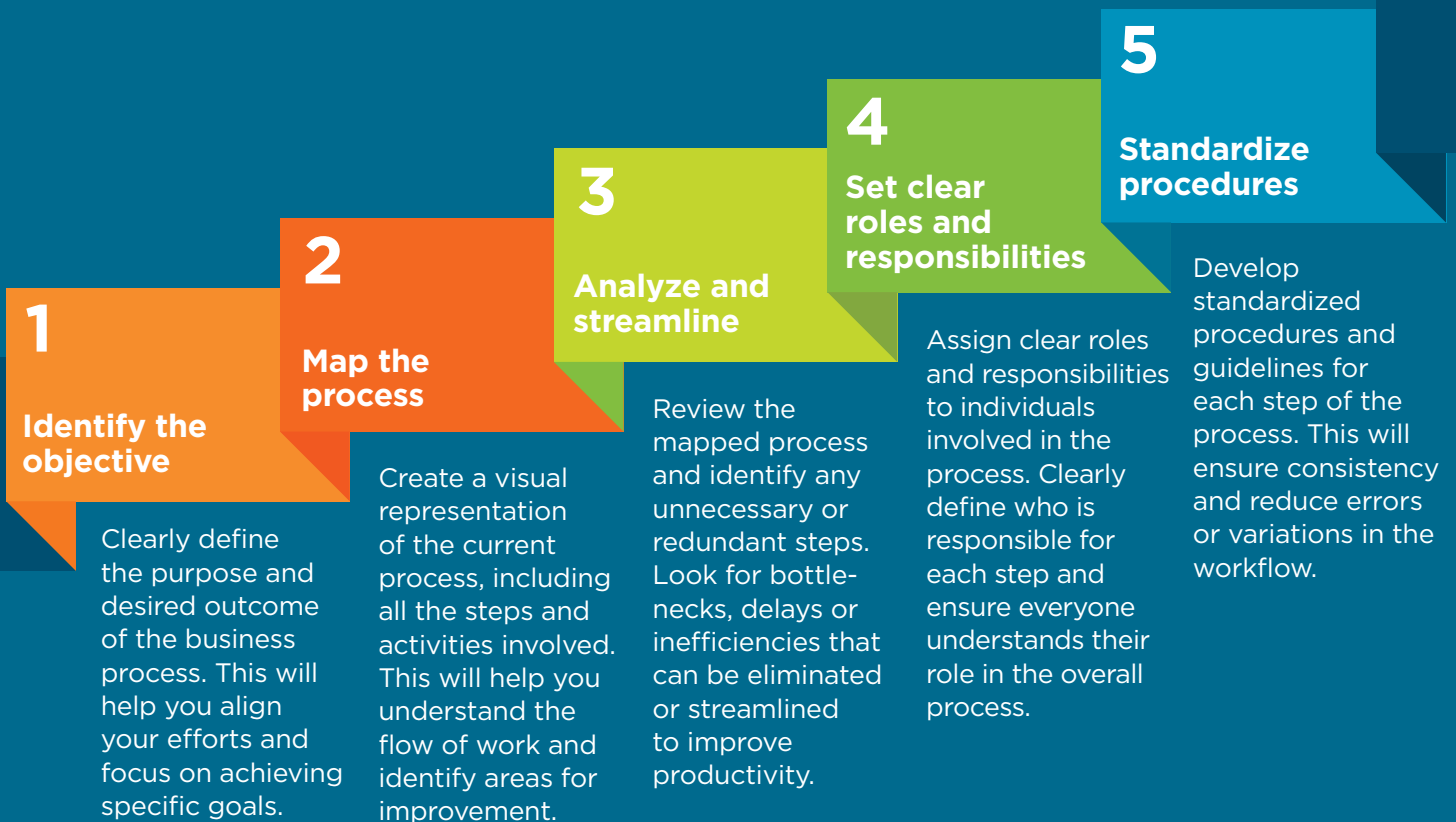 1
Identify the
objective
Clearly define
the purpose and
desired outcome
of the business
process. This will
help you align
your efforts and
focus on achieving
specific goals.
2
Map the
process
Create a visual
representation
of the current
process, including
all the steps and
activities involved.
This will help you
understand the
flow of work and
identify areas for
improvement.
3
Analyze and
streamline
Review the
mapped process
and identify any
unnecessary or
redundant steps.
Look for bottle-
necks, delays or
inefficiencies that
can be eliminated
or streamlined
to improve
productivity.
4
Set clear
roles and
responsibilities
Assign clear roles
and responsibilities
to individuals
involved in the
process. Clearly
define who is
responsible for
each step and
ensure everyone
understands their
role in the overall
process.
5
Standardize
procedures
Develop
standardized
procedures and
guidelines for
each step of the
process. This will
ensure consistency
and reduce errors
or variations in the
workflow.